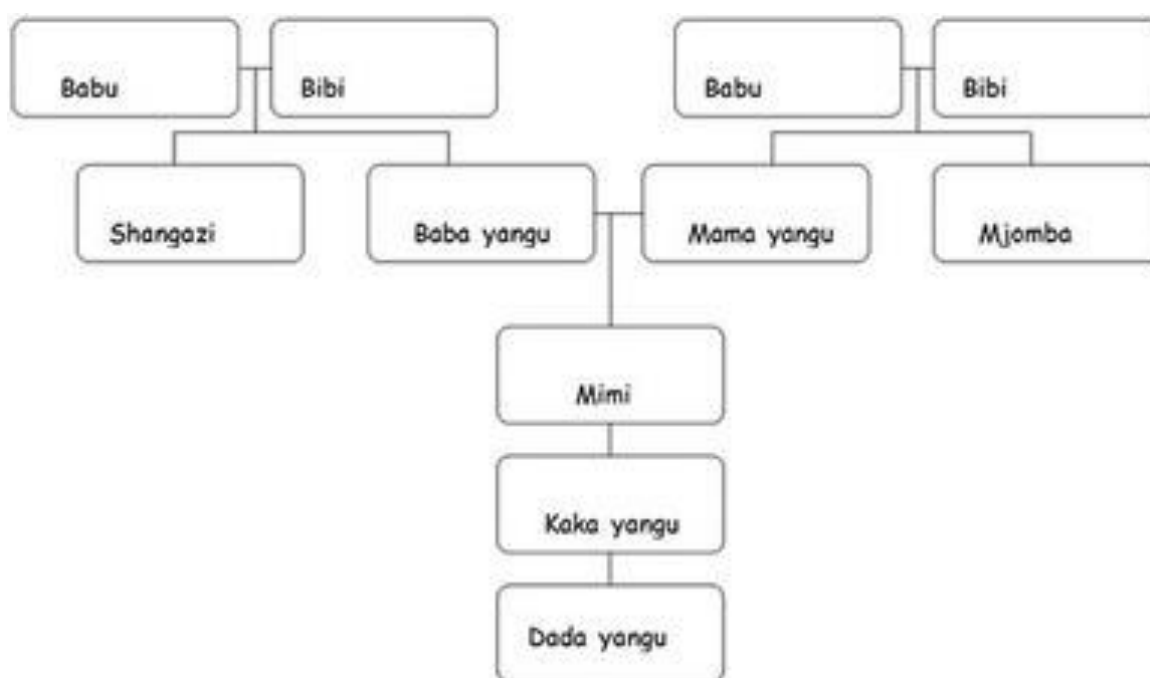 Babu
Bibi
Babu
Bibi
Shangazi
Baba yangu
Mama yangu
Mjomba
Mimi
Kaka yangu
Dada yangu